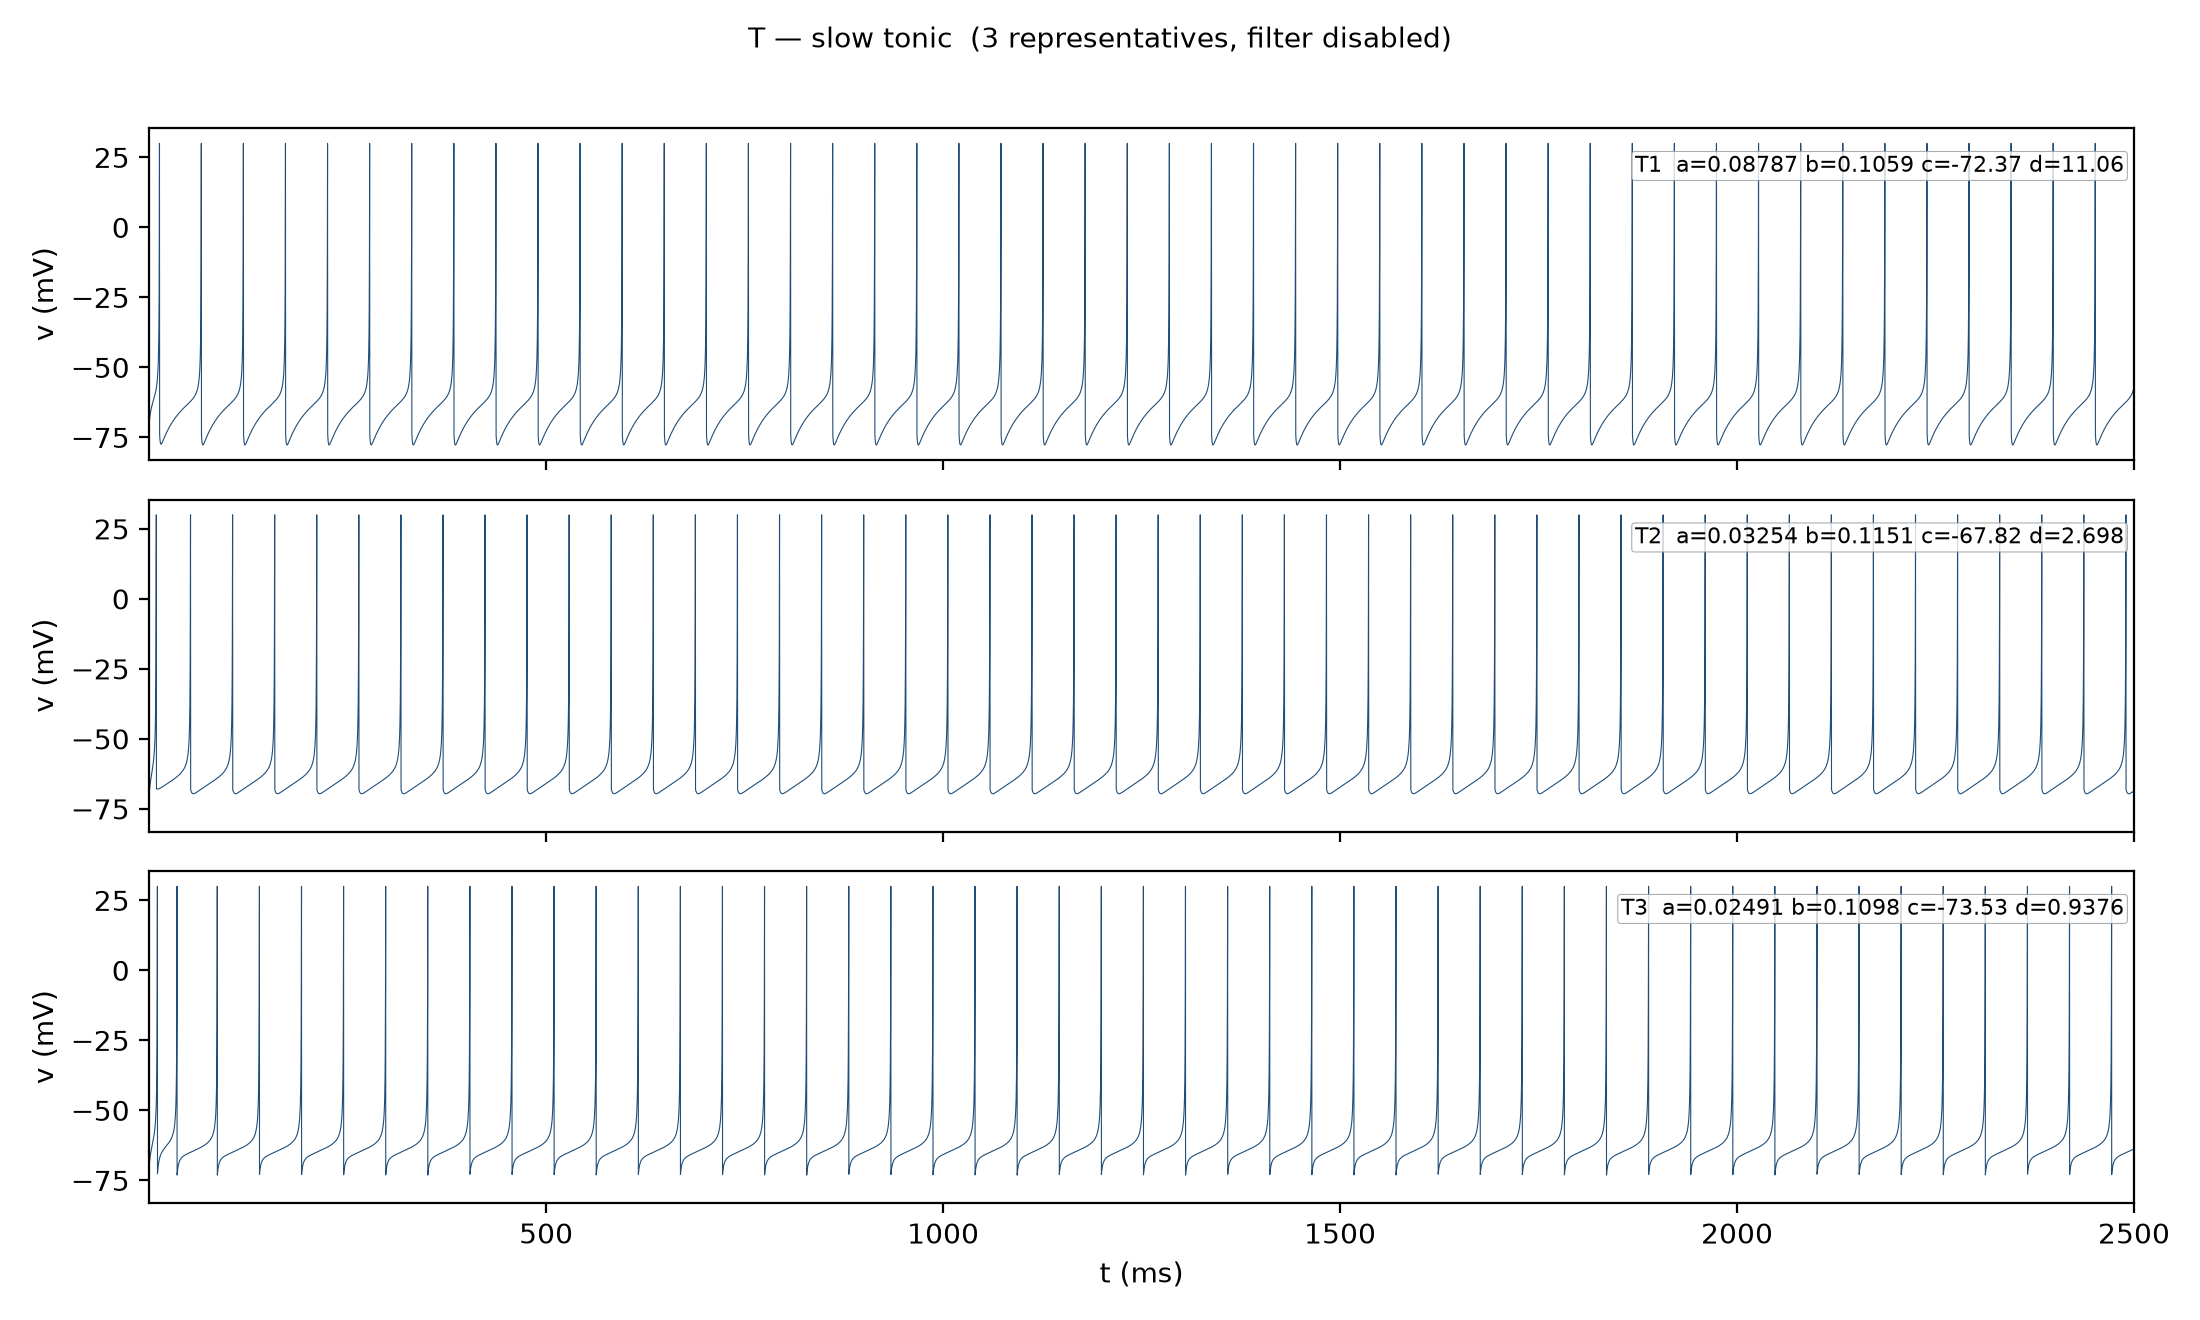 T — slow tonic (3 representatives, filter disabled)
25
0
−25
−50
−75
v (mV)
T1 a=0.08787 b=0.1059 c=-72.37 d=11.06
25
0
−25
−50
−75
v (mV)
T2 a=0.03254 b=0.1151 c=-67.82 d=2.698
25
0
−25
−50
−75
v (mV)
T3 a=0.02491 b=0.1098 c=-73.53 d=0.9376
500 1000 1500 2000 2500
t (ms)